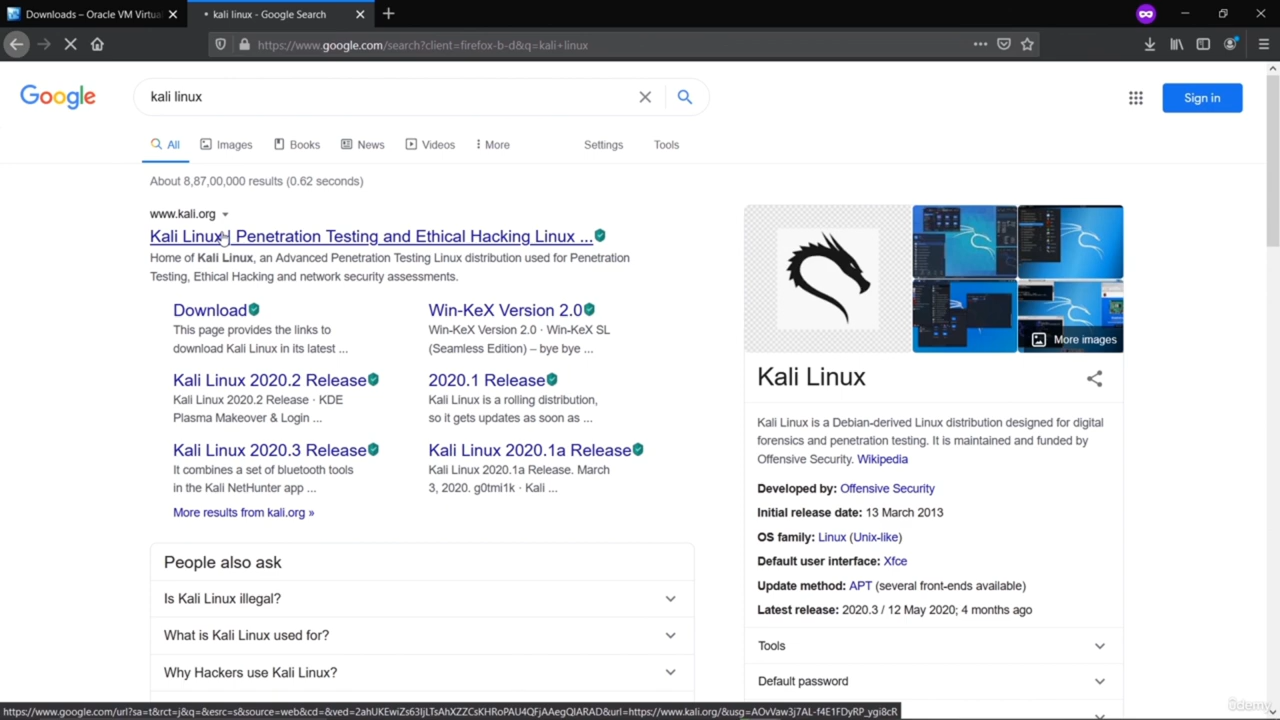 Downloads – Oracle VM Virtual
kali linux - Google Search
https://www.google.com/search?client=firefox-b-d&q=kali+linux
Google
kali linux
Sign in
All
Images
Books
News
Videos
More
Settings
Tools
About 8,87,00,000 results (0.62 seconds)
www.kali.org
Kali Linux | Penetration Testing and Ethical Hacking Linux ...
Home of Kali Linux, an Advanced Penetration Testing Linux distribution used for Penetration
Testing, Ethical Hacking and network security assessments.
Download
This page provides the links to
download Kali Linux in its latest ...
Win-KeX Version 2.0
Win-KeX Version 2.0 · Win-KeX SL
(Seamless Edition) – bye bye ...
Kali Linux 2020.2 Release
Kali Linux 2020.2 Release · KDE
Plasma Makeover & Login ...
2020.1 Release
Kali Linux is a rolling distribution,
so it gets updates as soon as ...
Kali Linux 2020.3 Release
It combines a set of bluetooth tools
in the Kali NetHunter app ...
Kali Linux 2020.1a Release
Kali Linux 2020.1a Release. March
3, 2020. g0tmi1k · Kali ...
More results from kali.org »
People also ask
Is Kali Linux illegal?
What is Kali Linux used for?
Why Hackers use Kali Linux?
More images
Kali Linux
Kali Linux is a Debian-derived Linux distribution designed for digital
forensics and penetration testing. It is maintained and funded by
Offensive Security. Wikipedia
Developed by: Offensive Security
Initial release date: 13 March 2013
OS family: Linux (Unix-like)
Default user interface: Xfce
Update method: APT (several front-ends available)
Latest release: 2020.3 / 12 May 2020; 4 months ago
Tools
Default password
https://www.google.com/url?sa=t&rct=j&q=&esrc=s&source=web&cd=&ved=2ahUKEwiZs63IjLTsAhXZZCsKHRoPAU4QFjAAegQIARAD&url=https://www.kali.org/&usg=AOvVaw3j7AL-f4E1FDyRP_ygi8cR
ûdemy